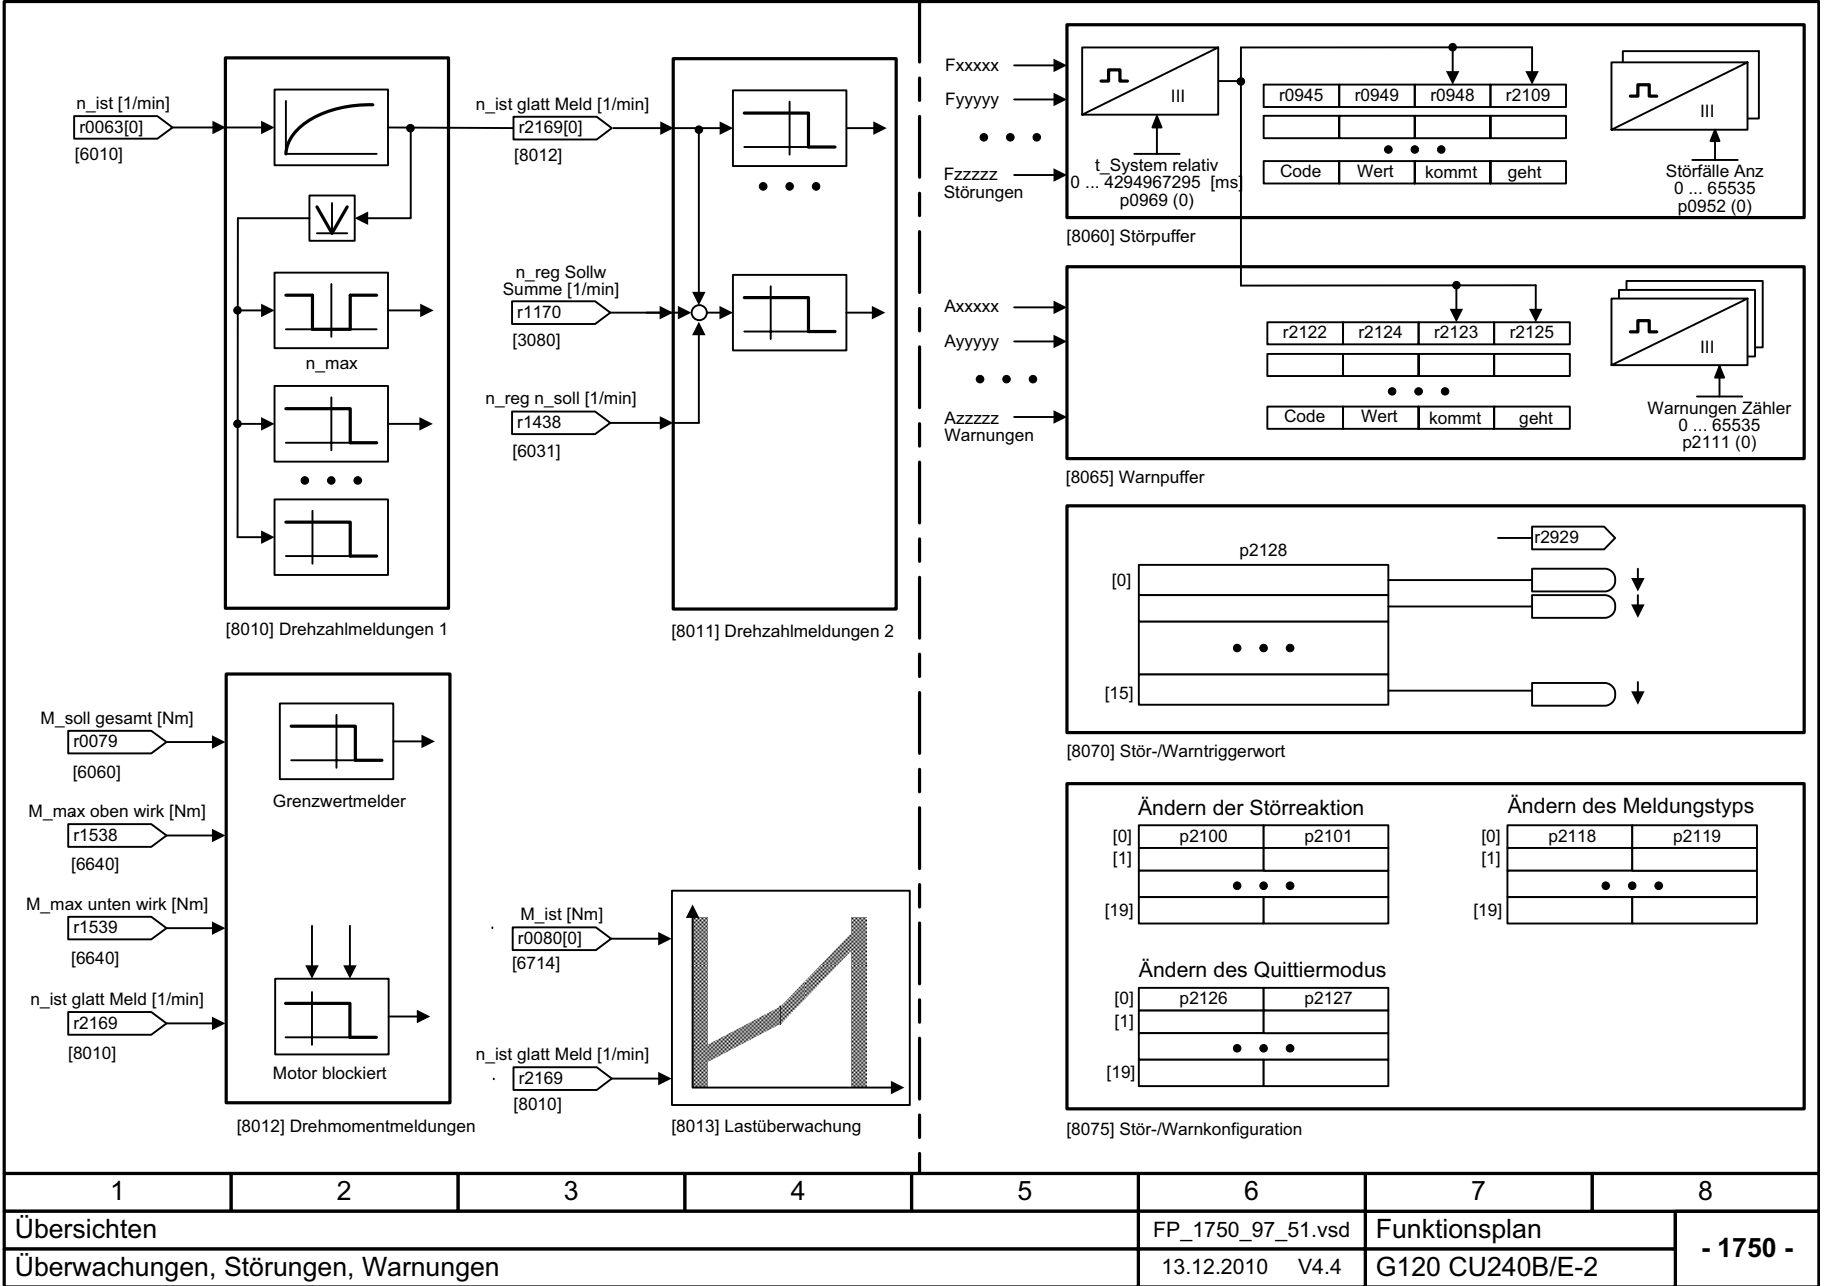 n_ist [1/min]
r0063[0]
[6010]
n_max
[8010] Drehzahlmeldungen 1
n_ist glatt Meld [1/min]
r2169[0]
[8012]
n_reg Sollw
Summe [1/min]
r1170
[3080]
n_reg n_soll [1/min]
r1438
[6031]
[8011] Drehzahlmeldungen 2
M_soll gesamt [Nm]
r0079
[6060]
M_max oben wirk [Nm]
r1538
[6640]
M_max unten wirk [Nm]
r1539
[6640]
n_ist glatt Meld [1/min]
r2169
[8010]
Grenzwertmelder
Motor blockiert
[8012] Drehmomentmeldungen
M_ist [Nm]
r0080[0]
[6714]
n_ist glatt Meld [1/min]
r2169
[8010]
[8013] Lastüberwachung
Fxxxxx
Fyyyyy
Fzzzzz
Störungen
III
t_System relativ
0 ... 4294967295 [ms]
p0969 (0)
r0945 r0949 r0948 r2109
Code Wert kommt geht
III
Störfälle Anz
0 ... 65535
p0952 (0)
[8060] Störpuffer
Axxxxx
Ayyyyy
Azzzzz
Warnungen
r2122 r2124 r2123 r2125
Code Wert kommt geht
III
Warnungen Zähler
0 ... 65535
p2111 (0)
[8065] Warnpuffer
p2128
r2929
[0]
[15]
[8070] Stör-/Warntriggerwort
Ändern der Störreaktion
[0] p2100 p2101
[1]
[19]
Ändern des Meldungstyps
[0] p2118 p2119
[1]
[19]
Ändern des Quittiermodus
[0] p2126 p2127
[1]
[19]
[8075] Stör-/Warnkonfiguration
1 2 3 4 5 6 7 8
Übersichten
FP_1750_97_51.vsd
Funktionsplan
- 1750 -
Überwachungen, Störungen, Warnungen
13.12.2010 V4.4
G120 CU240B/E-2